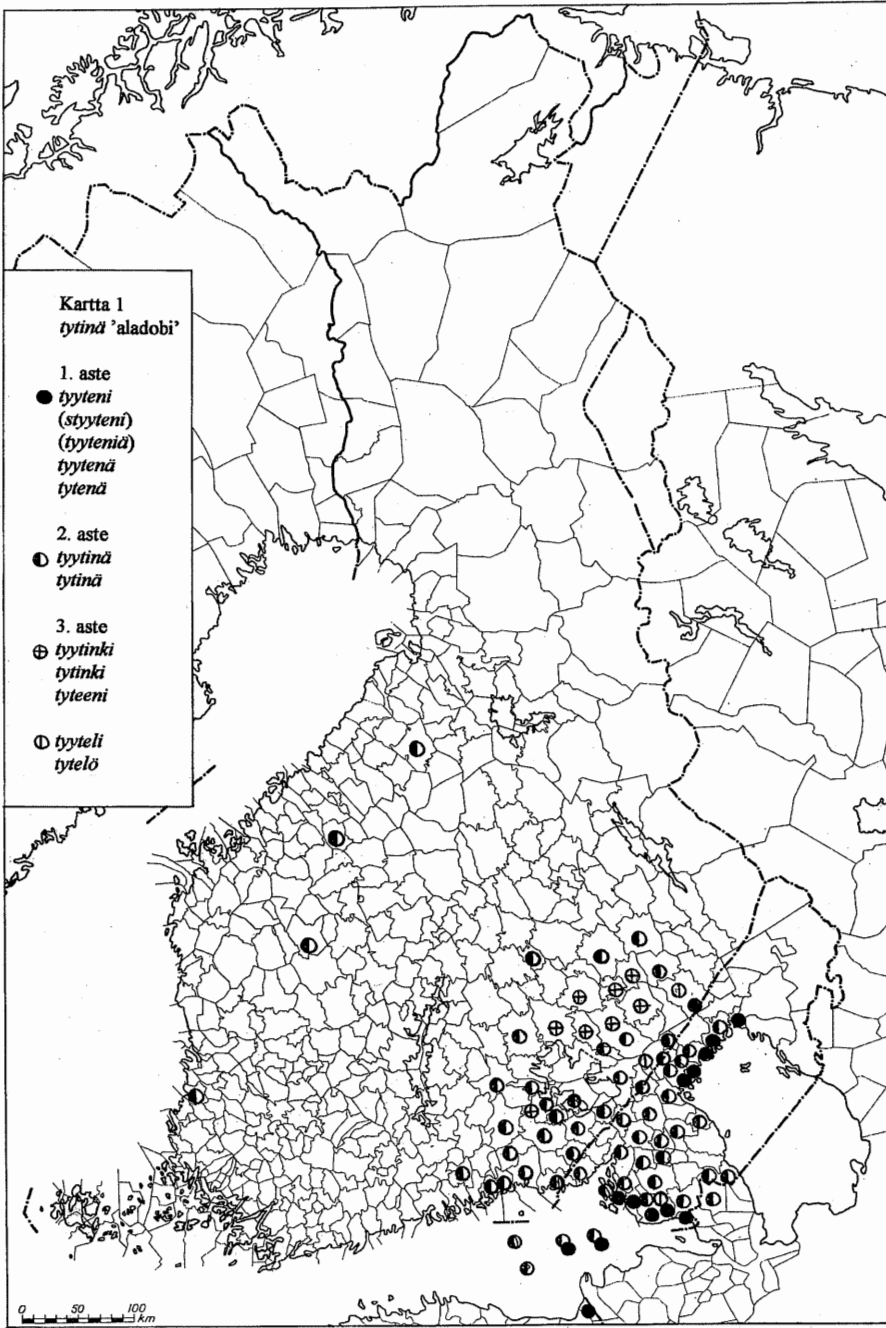 Kartta 1
tytinä 'aladobi'
1. aste
tyyteni
(styyteni)
(tyyteniä)
tyytenä
tytenä
2. aste
tyytinä
tytinä
3. aste
tyytinki
tytinki
tyteeni
tyyteli
tytelö
0 50 100
km